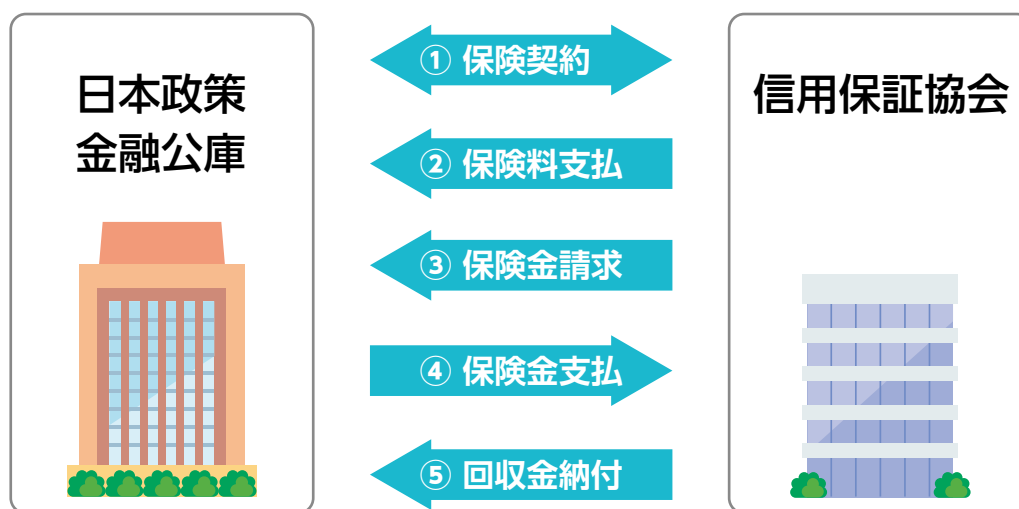 日本政策
金融公庫
① 保険契約
② 保険料支払
③ 保険金請求
④ 保険金支払
⑤ 回収金納付
信用保証協会